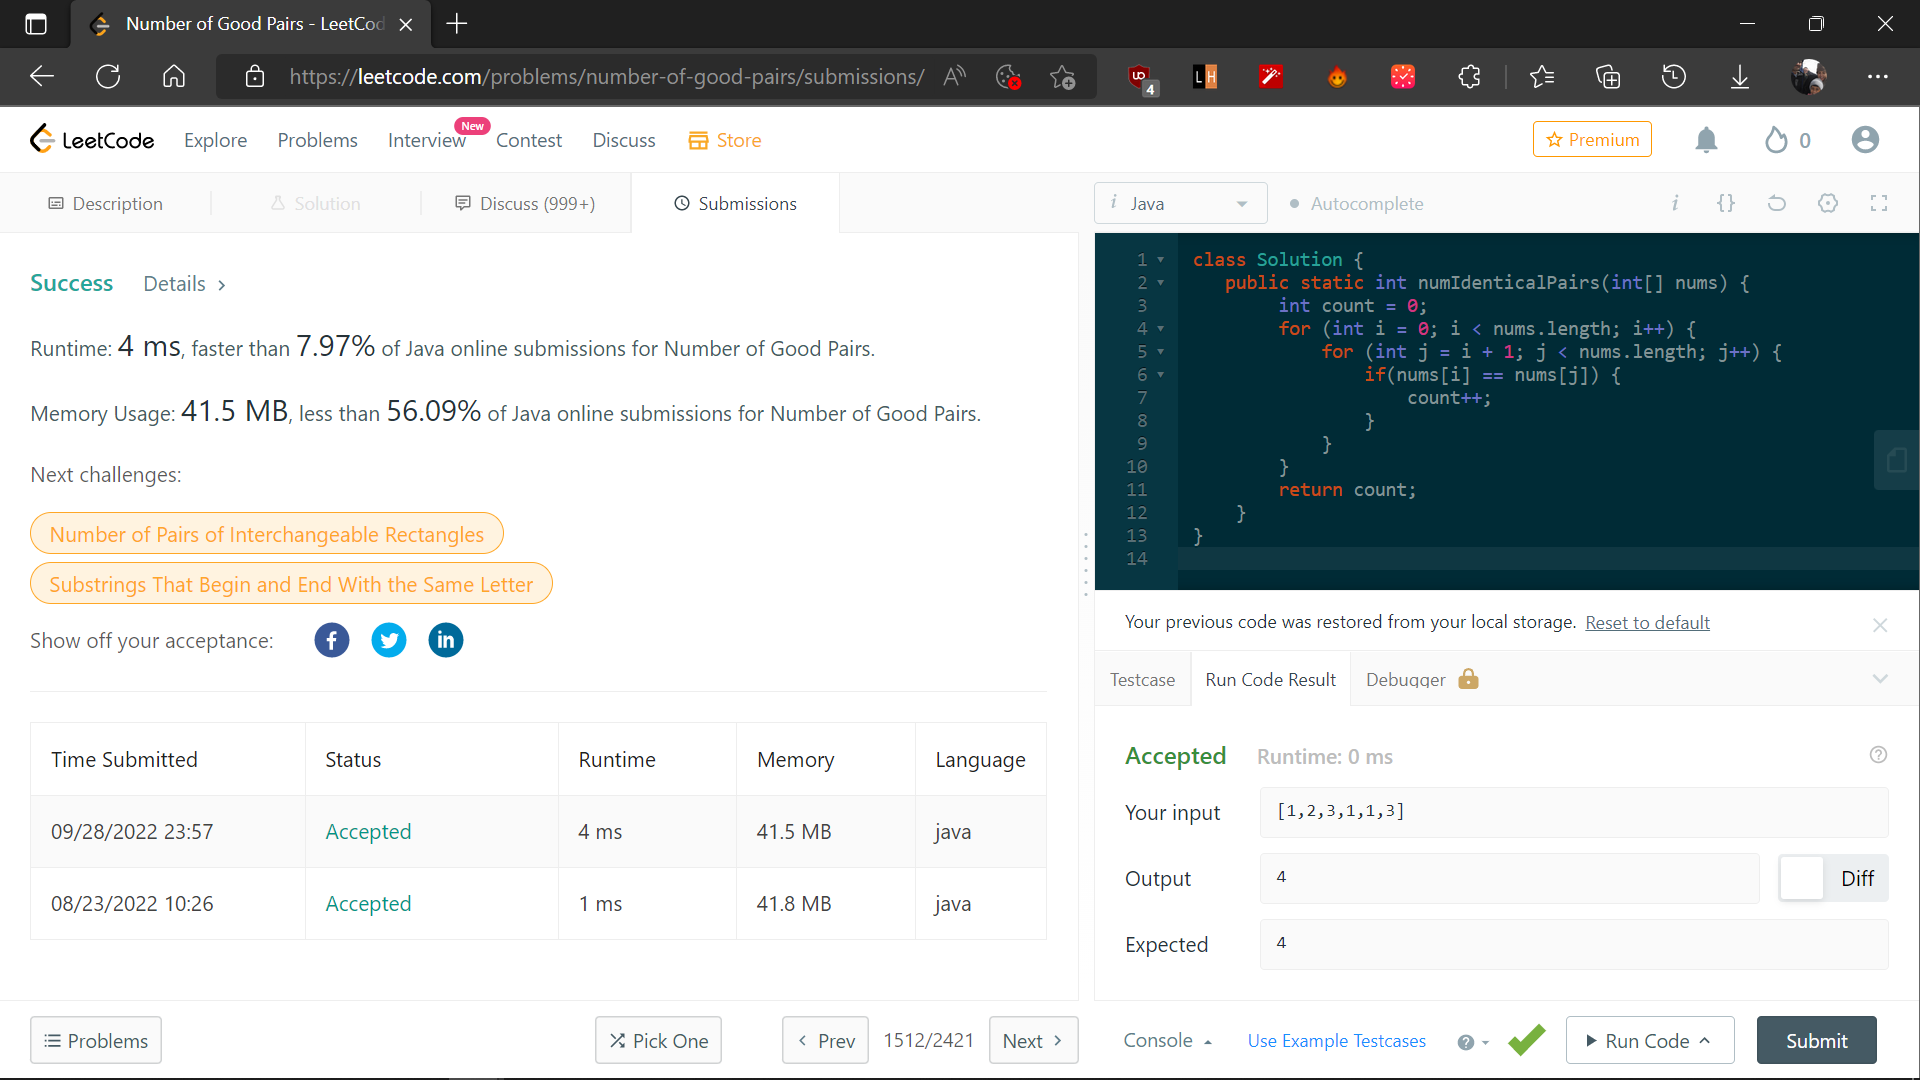 Number of Good Pairs - LeetCod
https://leetcode.com/problems/number-of-good-pairs/submissions/
A
UD
4
LH
LeetCode
Explore
Problems
Interview
New
Contest
Discuss
Store
Premium
0
Description
Solution
Discuss (999+)
Submissions
i Java
Autocomplete
i
{}
Success
Details >
Runtime: 4 ms, faster than 7.97% of Java online submissions for Number of Good Pairs.
Memory Usage: 41.5 MB, less than 56.09% of Java online submissions for Number of Good Pairs.
Next challenges:
Number of Pairs of Interchangeable Rectangles
Substrings That Begin and End With the Same Letter
Show off your acceptance:
f
in
Time Submitted Status Runtime Memory Language
09/28/2022 23:57 Accepted 4 ms 41.5 MB java
08/23/2022 10:26 Accepted 1 ms 41.8 MB java
Problems
Pick One
< Prev
1512/2421
Next >
1 class Solution {
2 public static int numIdenticalPairs(int[] nums) {
3 int count = 0;
4 for (int i = 0; i < nums.length; i++) {
5 for (int j = i + 1; j < nums.length; j++) {
6 if(nums[i] == nums[j]) {
7 count++;
8 }
9 }
10 }
11 return count;
12 }
13 }
14
Your previous code was restored from your local storage. Reset to default
Testcase
Run Code Result
Debugger
Accepted Runtime: 0 ms
?
Your input [1,2,3,1,1,3]
Output 4
Diff
Expected 4
Console
Use Example Testcases
?
Run Code
Submit